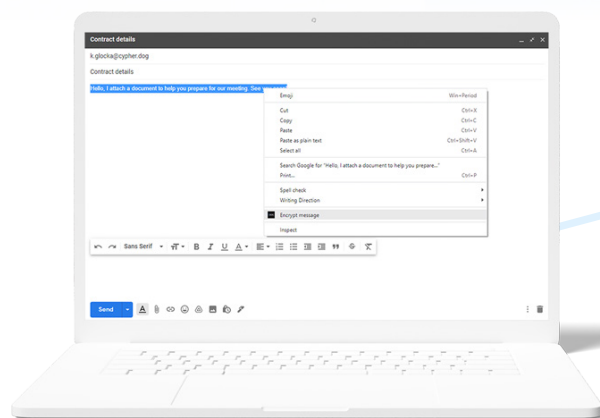 Contract details
k.glocka@cypher.dog
Contract details
Hello, I attach a document to help you prepare for our meeting. See
Emoji Win+Period
Cut Ctrl+X
Copy Ctrl+C
Paste Ctrl+V
Paste as plain text Ctrl+Shift+V
Select all Ctrl+A
Search Google for "Hello, I attach a document to help you prepare..."
Print... Ctrl+P
Spell check
Writing Direction
Encrypt message
Inspect
Sans Serif
Send